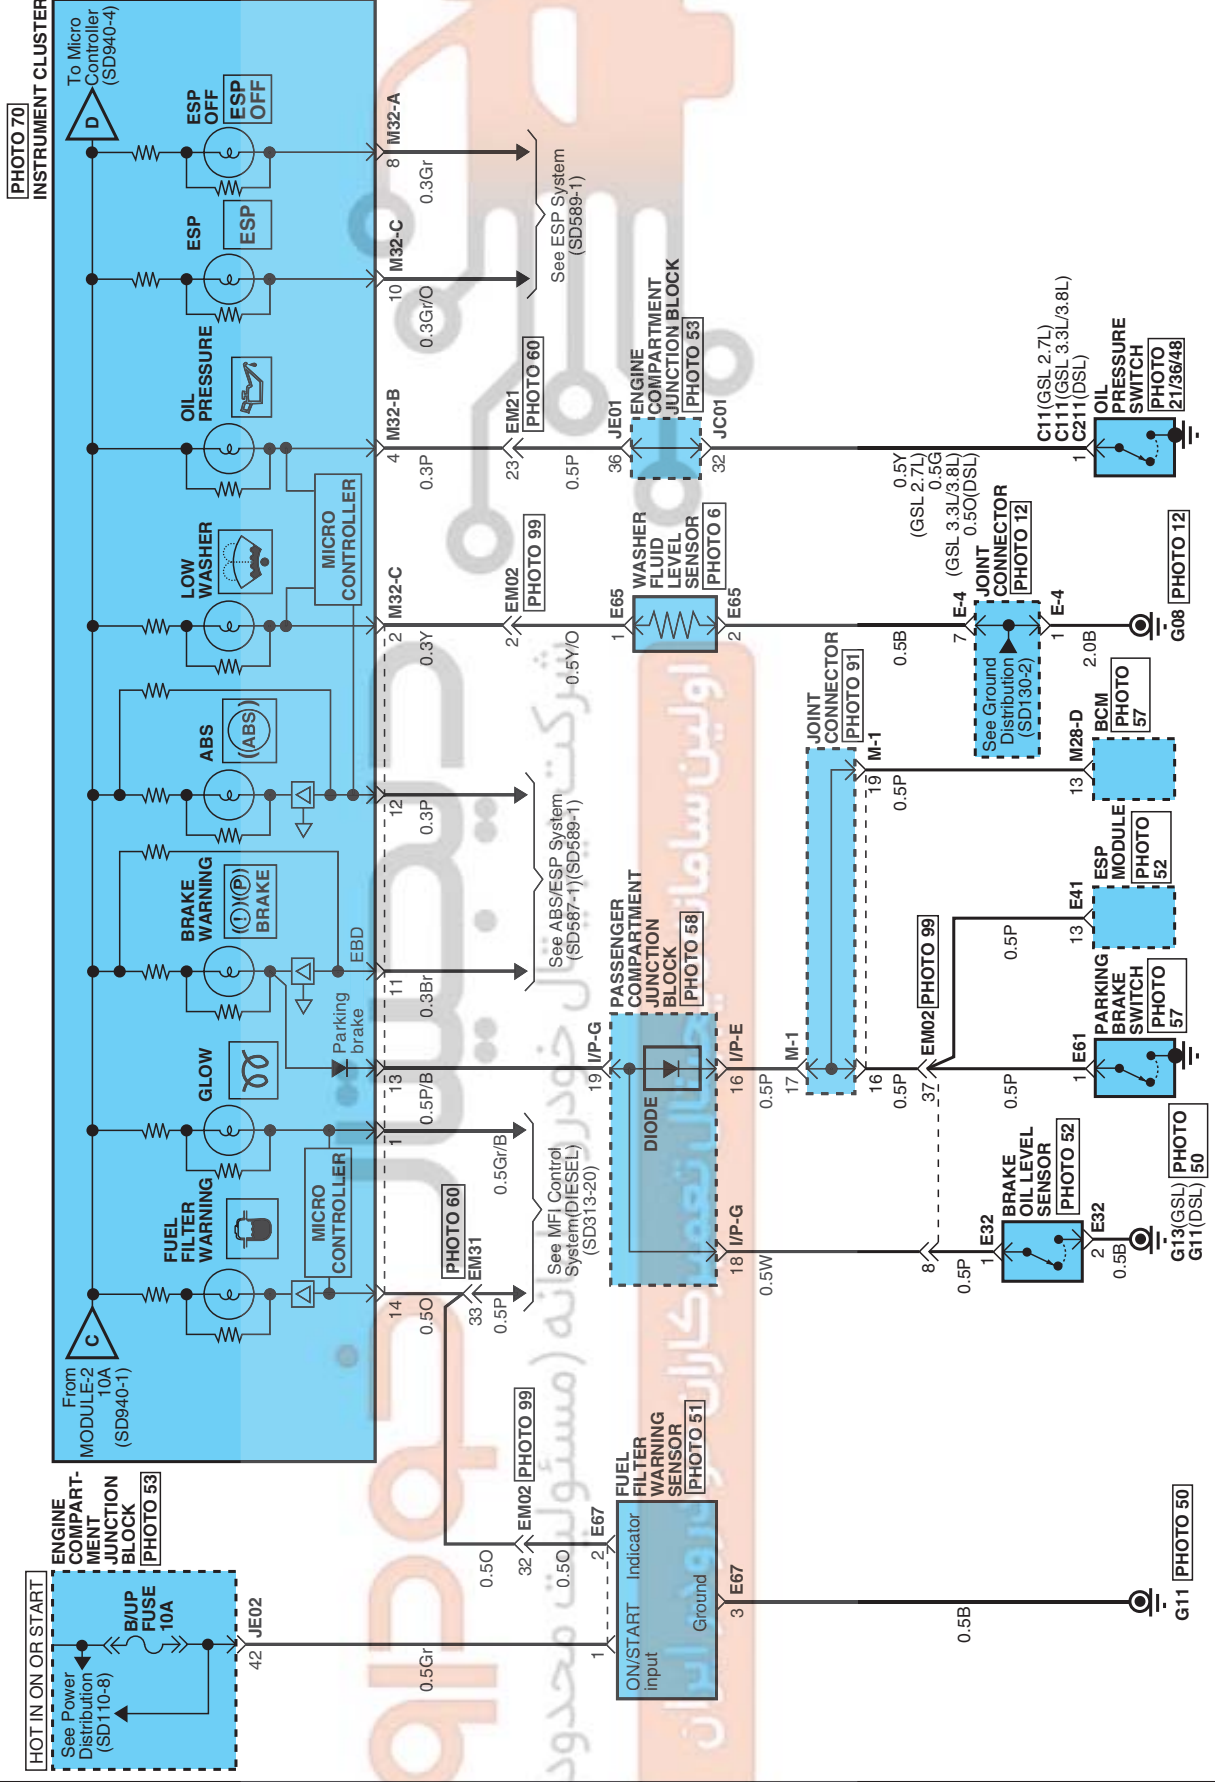 HOT IN ON OR START
See Power
Distribution
(SD110-8)
B/UP
FUSE
10A
ENGINE
COMPART-
MENT
JUNCTION
BLOCK
PHOTO 53
42
JE02
0.5Gr
PHOTO 70
INSTRUMENT CLUSTER
From
MODULE-2
10A
(SD940-1)
C
To Micro
Controller
(SD940-4)
D
FUEL
FILTER
WARNING
GLOW
BRAKE
WARNING
(!)(P)
BRAKE
ABS
(ABS)
LOW
WASHER
OIL
PRESSURE
ESP
ESP
ESP
OFF
ESP
OFF
MICRO
CONTROLLER
Parking
brake
EBD
MICRO
CONTROLLER
14
1
13
11
12
2
M32-C
4
M32-B
10
M32-C
8
M32-A
0.5O
0.5P/B
0.3Br
0.3P
0.3Y
0.3P
0.3Gr/O
0.3Gr
PHOTO 60
33
EM31
0.5P
0.5Gr/B
See MFI Control
System(DIESEL)
(SD313-20)
See ABS/ESP System
(SD587-1)(SD589-1)
See ESP System
(SD589-1)
0.5O
32
EM02
PHOTO 99
0.5O
2
E67
1
FUEL
FILTER
WARNING
SENSOR
PHOTO 51
ON/START
input
Indicator
Ground
3
E67
0.5B
G11
PHOTO 50
19
I/P-G
PASSENGER
COMPARTMENT
JUNCTION
BLOCK
PHOTO 58
DIODE
18
I/P-G
16
I/P-E
0.5W
0.5P
17
M-1
JOINT
CONNECTOR
PHOTO 91
16
19
M-1
0.5P
0.5P
8
37
EM02
PHOTO 99
0.5P
0.5P
0.5P
1
E32
BRAKE
OIL LEVEL
SENSOR
PHOTO 52
2
E32
0.5B
G13(GSL)
G11(DSL)
PHOTO
50
1
E61
PARKING
BRAKE
SWITCH
PHOTO
57
13
E41
ESP
MODULE
PHOTO
52
13
M28-D
BCM
PHOTO
57
2
EM02
PHOTO 99
0.5Y/O
1
E65
WASHER
FLUID
LEVEL
SENSOR
PHOTO 6
2
E65
0.5B
7
E-4
JOINT
CONNECTOR
PHOTO 12
See Ground
Distribution
(SD130-2)
1
E-4
2.0B
G08
PHOTO 12
23
EM21
PHOTO 60
0.5P
36
JE01
ENGINE
COMPARTMENT
JUNCTION BLOCK
PHOTO 53
32
JC01
0.5Y
(GSL 2.7L)
0.5G
(GSL 3.3L/3.8L)
0.5O(DSL)
1
C11(GSL 2.7L)
C111(GSL 3.3L/3.8L)
C211(DSL)
OIL
PRESSURE
SWITCH
PHOTO
21/36/48